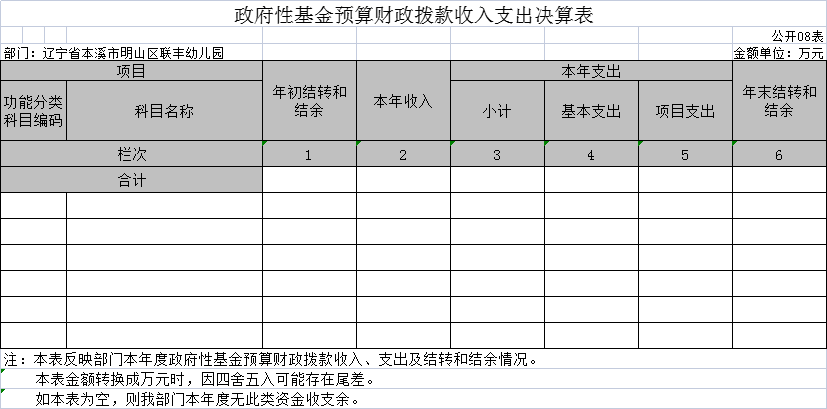 政府性基金预算财政拨款收入支出决算表
公开08表
部门：辽宁省本溪市明山区联丰幼儿园 金额单位：万元
项目 年初结转和结余 本年收入 本年支出 年末结转和结余
功能分类科目编码 科目名称 小计 基本支出 项目支出
栏次 1 2 3 4 5 6
合计
注：本表反映部门本年度政府性基金预算财政拨款收入、支出及结转和结余情况。
本表金额转换成万元时，因四舍五入可能存在尾差。
如本表为空，则我部门本年度无此类资金收支余。